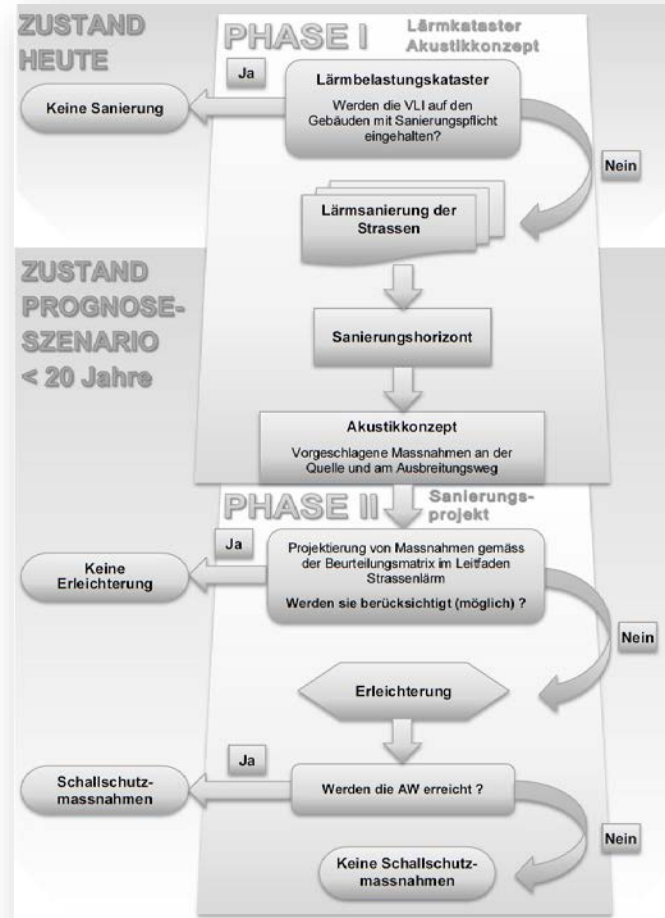 ZUSTAND
HEUTE
PHASE I
Lärmkataster
Akustikkonzept
Ja
Lärmbelastungskataster
Werden die VLI auf den
Gebäuden mit Sanierungspflicht
eingehalten?
Keine Sanierung
Nein
Lärmsanierung der
Strassen
ZUSTAND
PROGNOSE-
SZENARIO
< 20 Jahre
Sanierungshorizont
Akustikkonzept
Vorgeschlagene Massnahmen an der
Quelle und am Ausbreitungsweg
PHASE II
Sanierungs-
projekt
Ja
Projektierung von Massnahmen gemäss
der Beurteilungsmatrix im Leitfaden
Strassenlärm
Werden sie berücksichtigt (möglich) ?
Keine
Erleichterung
Nein
Erleichterung
Ja
Schallschutz-
massnahmen
Werden die AW erreicht ?
Nein
Keine Schallschutz-
massnahmen